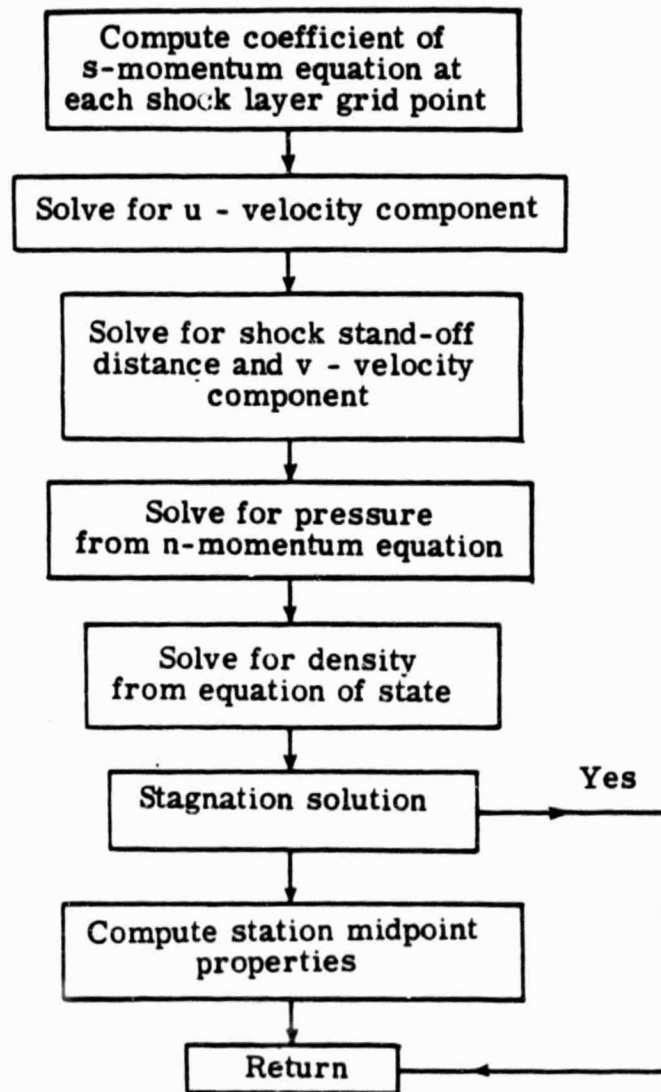 Compute coefficient of
s-momentum equation at
each shock layer grid point
Solve for u - velocity component
Solve for shock stand-off
distance and v - velocity
component
Solve for pressure
from n-momentum equation
Solve for density
from equation of state
Stagnation solution
Yes
Compute station midpoint
properties
Return